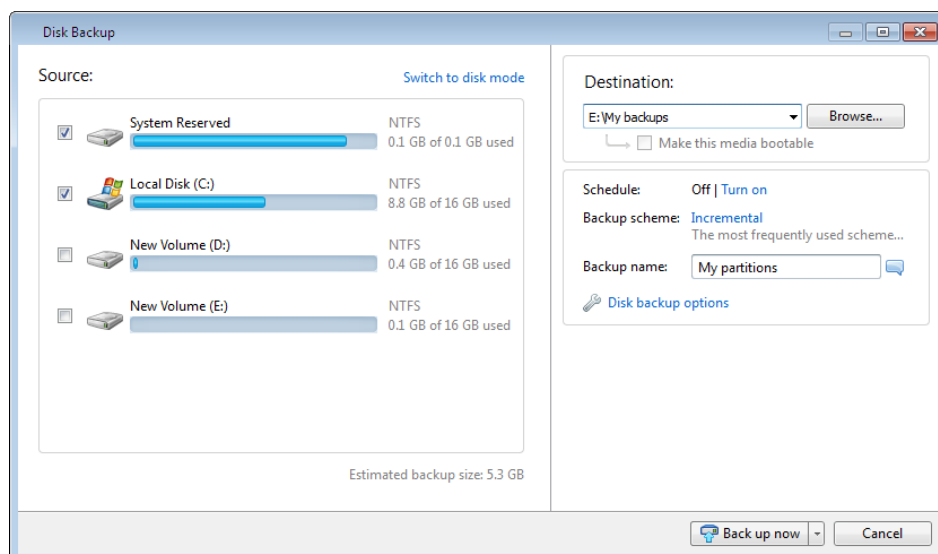 Disk Backup
Source:
Switch to disk mode
System Reserved
NTFS
0.1 GB of 0.1 GB used
Local Disk (C:)
NTFS
8.8 GB of 16 GB used
New Volume (D:)
NTFS
0.4 GB of 16 GB used
New Volume (E:)
NTFS
0.1 GB of 16 GB used
Estimated backup size: 5.3 GB
Destination:
E:\My backups
Browse...
Make this media bootable
Schedule: Off | Turn on
Backup scheme: Incremental
The most frequently used scheme...
Backup name: My partitions
Disk backup options
Back up now
Cancel